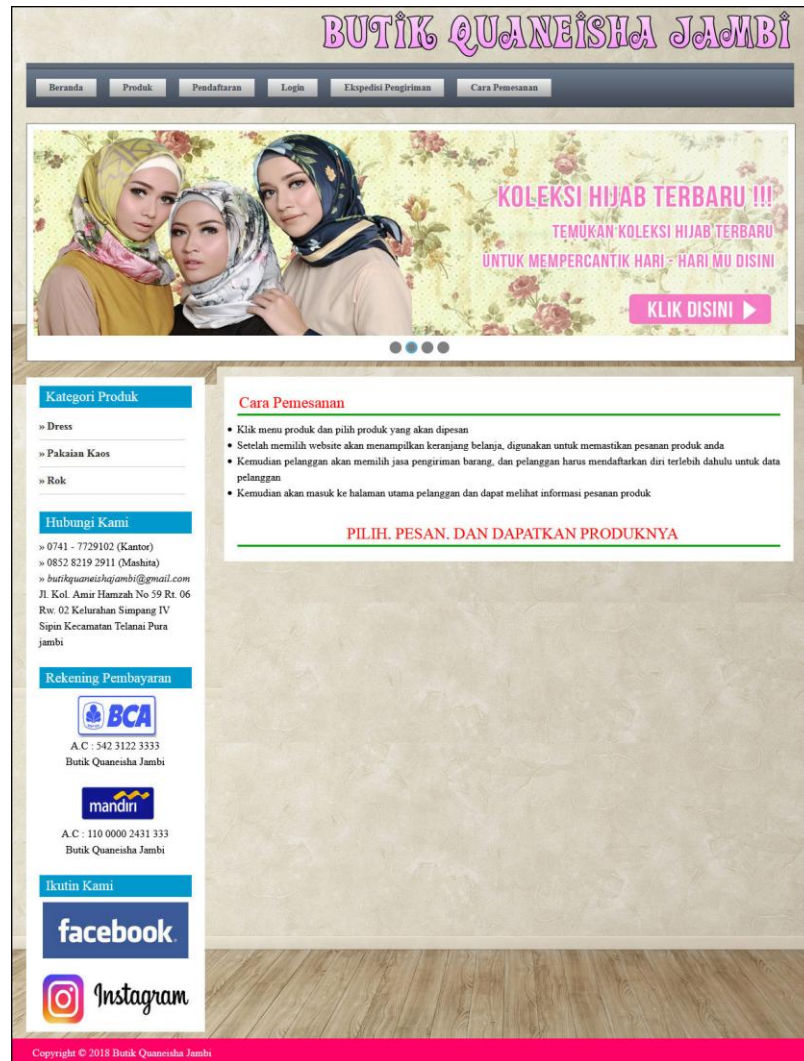 BUTIK QUANEISHA JAMBI
Beranda
Produk
Pendaftaran
Login
Ekspedisi Pengiriman
Cara Pemesanan
KOLEKSI HIJAB TERBARU !!!
TEMUKAN KOLEKSI HIJAB TERBARU
UNTUK MEMPERCANTIK HARI - HARI MU DISINI
KLIK DISINI
Kategori Produk
» Dress
» Pakaian Kaos
» Rok
Hubungi Kami
» 0741 - 7729102 (Kantor)
» 0852 8219 2911 (Mashita)
» butikquaneishajambi@gmail.com
Jl. Kol. Amir Hamzah No 59 Rt. 06
Rw. 02 Kelurahan Simpang IV
Sipin Kecamatan Telanai Pura
jambi
Rekening Pembayaran
BCA
A.C : 542 3122 3333
Butik Quaneisha Jambi
mandiri
A.C : 110 0000 2431 333
Butik Quaneisha Jambi
Ikutin Kami
facebook
Instagram
Cara Pemesanan
• Klik menu produk dan pilih produk yang akan dipesan
• Setelah memilih website akan menampilkan keranjang belanja, digunakan untuk memastikan pesanan produk anda
• Kemudian pelanggan akan memilih jasa pengiriman barang, dan pelanggan harus mendaftarkan diri terlebih dahulu untuk data
pelanggan
• Kemudian akan masuk ke halaman utama pelanggan dan dapat melihat informasi pesanan produk
PILIH. PESAN. DAN DAPATKAN PRODUKNYA
Copyright © 2018 Butik Quaneisha Jambi